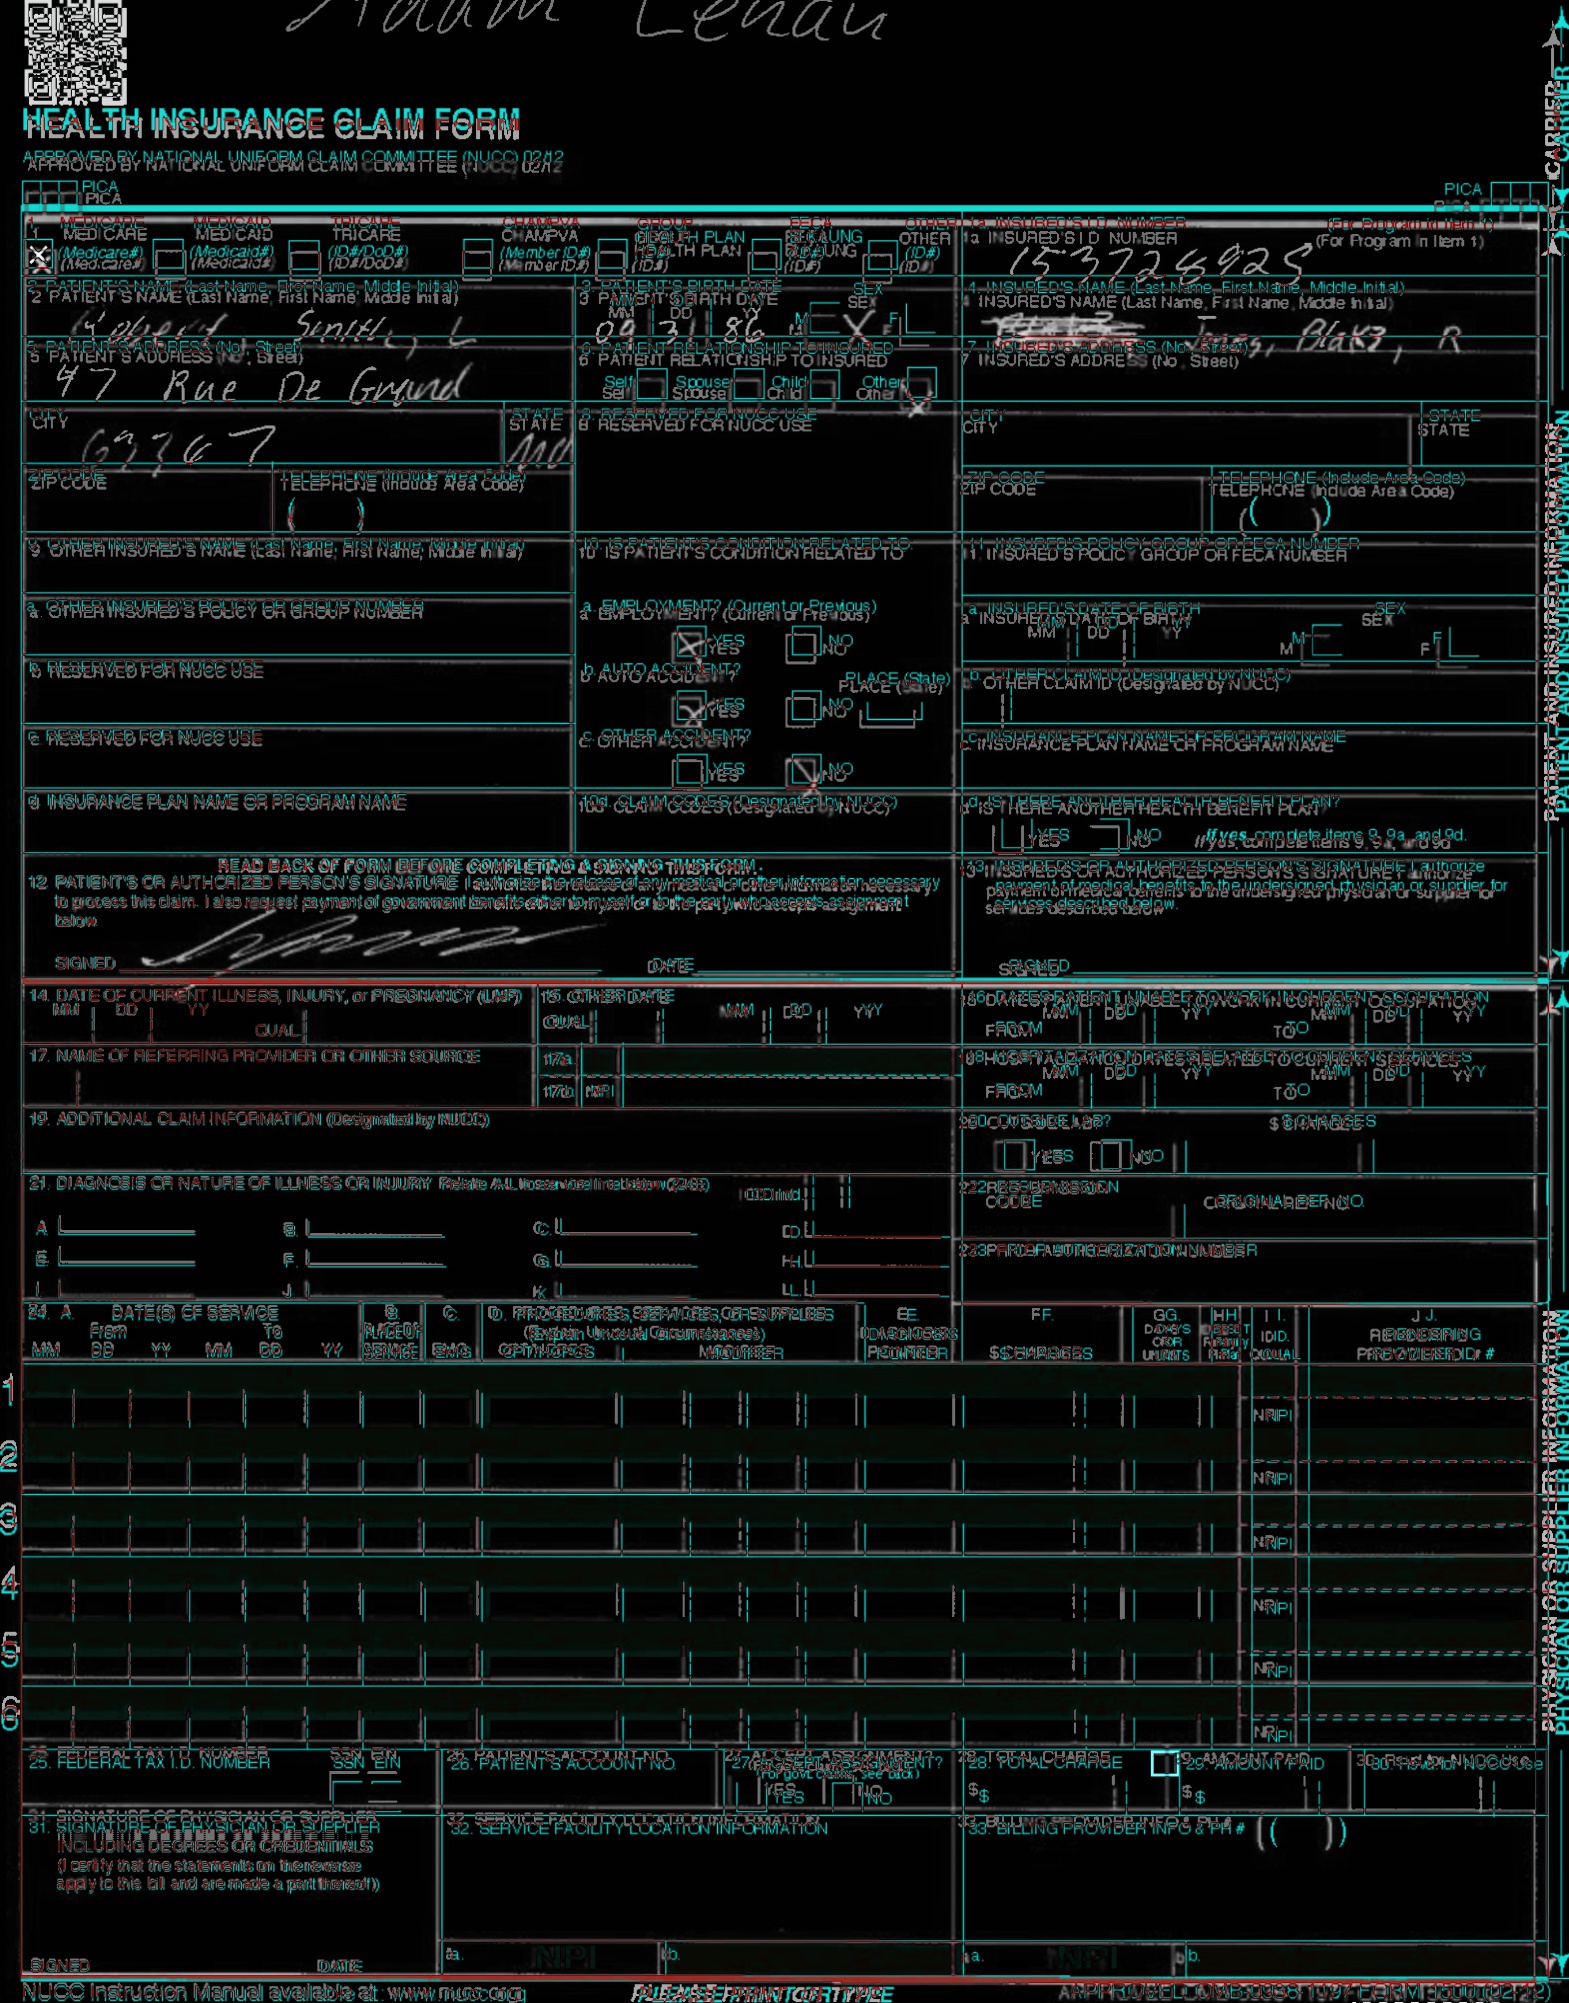 Adam Lenau
HEALTH INSURANCE CLAIM FORM
APPROVED BY NATIONAL UNIFORM CLAIM COMMITTEE (NUCC) 02/12
PICA PICA
1. MEDICARE MEDICAID TRICARE CHAMPVA GROUP HEALTH PLAN FECA BLK LUNG OTHER 1a. INSURED'S I.D. NUMBER (For Program in Item 1)
(Medicare#) (Medicaid#) (ID#/DoD#) (Member ID#) (ID#) (ID#) (ID#)
2. PATIENT'S NAME (Last Name, First Name, Middle Initial) 3. PATIENT'S BIRTH DATE SEX 4. INSURED'S NAME (Last Name, First Name, Middle Initial)
MM DD YY M F
Smith, L 09 31 86 X Jones, Blake, R
5. PATIENT'S ADDRESS (No., Street) 6. PATIENT RELATIONSHIP TO INSURED 7. INSURED'S ADDRESS (No., Street)
97 Rue De Grand Self Spouse Child Other
CITY STATE 8. RESERVED FOR NUCC USE CITY STATE
MO
ZIP CODE TELEPHONE (Include Area Code) ZIP CODE TELEPHONE (Include Area Code)
( ) ( )
9. OTHER INSURED'S NAME (Last Name, First Name, Middle Initial) 10. IS PATIENT'S CONDITION RELATED TO: 11. INSURED'S POLICY GROUP OR FECA NUMBER
a. OTHER INSURED'S POLICY OR GROUP NUMBER a. EMPLOYMENT? (Current or Previous) a. INSURED'S DATE OF BIRTH SEX
YES NO MM DD YY M F
b. RESERVED FOR NUCC USE b. AUTO ACCIDENT? PLACE (State) b. OTHER CLAIM ID (Designated by NUCC)
YES NO
c. RESERVED FOR NUCC USE c. OTHER ACCIDENT? c. INSURANCE PLAN NAME OR PROGRAM NAME
YES NO
d. INSURANCE PLAN NAME OR PROGRAM NAME 10d. CLAIM CODES (Designated by NUCC) d. IS THERE ANOTHER HEALTH BENEFIT PLAN?
YES NO If yes, complete items 9, 9a, and 9d.
READ BACK OF FORM BEFORE COMPLETING & SIGNING THIS FORM.
12. PATIENT'S OR AUTHORIZED PERSON'S SIGNATURE I authorize the release of any medical or other information necessary
to process this claim. I also request payment of government benefits either to myself or to the party who accepts assignment
below.
SIGNED DATE
13. INSURED'S OR AUTHORIZED PERSON'S SIGNATURE I authorize
payment of medical benefits to the undersigned physician or supplier for
services described below.
SIGNED
14. DATE OF CURRENT ILLNESS, INJURY, or PREGNANCY (LMP) 15. OTHER DATE 16. DATES PATIENT UNABLE TO WORK IN CURRENT OCCUPATION
MM DD YY QUAL. QUAL. MM DD YY FROM MM DD YY TO MM DD YY
17. NAME OF REFERRING PROVIDER OR OTHER SOURCE 17a. 18. HOSPITALIZATION DATES RELATED TO CURRENT SERVICES
17b. NPI FROM MM DD YY TO MM DD YY
19. ADDITIONAL CLAIM INFORMATION (Designated by NUCC) 20. OUTSIDE LAB? $ CHARGES
YES NO
21. DIAGNOSIS OR NATURE OF ILLNESS OR INJURY Relate A-L to service line below (24E) ICD Ind. 22. RESUBMISSION CODE ORIGINAL REF. NO.
A. B. C. D.
E. F. G. H. 23. PRIOR AUTHORIZATION NUMBER
I. J. K. L.
24. A. DATE(S) OF SERVICE B. C. D. PROCEDURES, SERVICES, OR SUPPLIES E. F. G. H. I. J.
From To PLACE OF (Explain Unusual Circumstances) DIAGNOSIS DAYS OR EPSDT Family ID. RENDERING
MM DD YY MM DD YY SERVICE EMG CPT/HCPCS MODIFIER POINTER $ CHARGES UNITS Plan QUAL. PROVIDER ID. #
1 NPI
2 NPI
3 NPI
4 NPI
5 NPI
6 NPI
25. FEDERAL TAX I.D. NUMBER SSN EIN 26. PATIENT'S ACCOUNT NO. 27. ACCEPT ASSIGNMENT? 28. TOTAL CHARGE 29. AMOUNT PAID 30. Rsvd for NUCC Use
(For govt. claims, see back)
YES NO $ $
31. SIGNATURE OF PHYSICIAN OR SUPPLIER 32. SERVICE FACILITY LOCATION INFORMATION 33. BILLING PROVIDER INFO & PH # ( )
INCLUDING DEGREES OR CREDENTIALS
(I certify that the statements on the reverse
apply to this bill and are made a part thereof.)
SIGNED DATE a. NPI b. a. NPI b.
NUCC Instruction Manual available at: www.nucc.org PLEASE PRINT OR TYPE
CARRIER
PATIENT AND INSURED INFORMATION
PHYSICIAN OR SUPPLIER INFORMATION